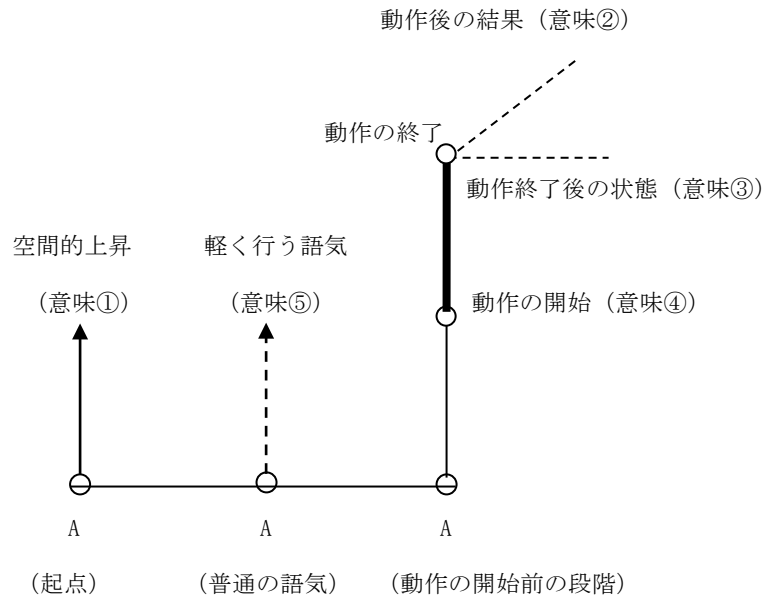 動作後の結果（意味②）
動作の終了
動作終了後の状態（意味③）
空間的上昇
軽く行う語気
（意味①）
（意味⑤）
動作の開始（意味④）
A
A
A
（起点）
（普通の語気）
（動作の開始前の段階）